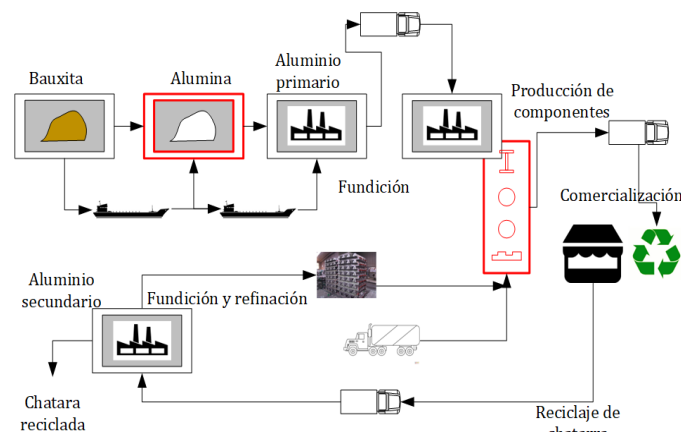 Bauxita
Alumina
Aluminio
primario
Producción de
componentes
Fundición
Comercialización
Aluminio
secundario
Fundición y refinación
Chatara
reciclada
Reciclaje de